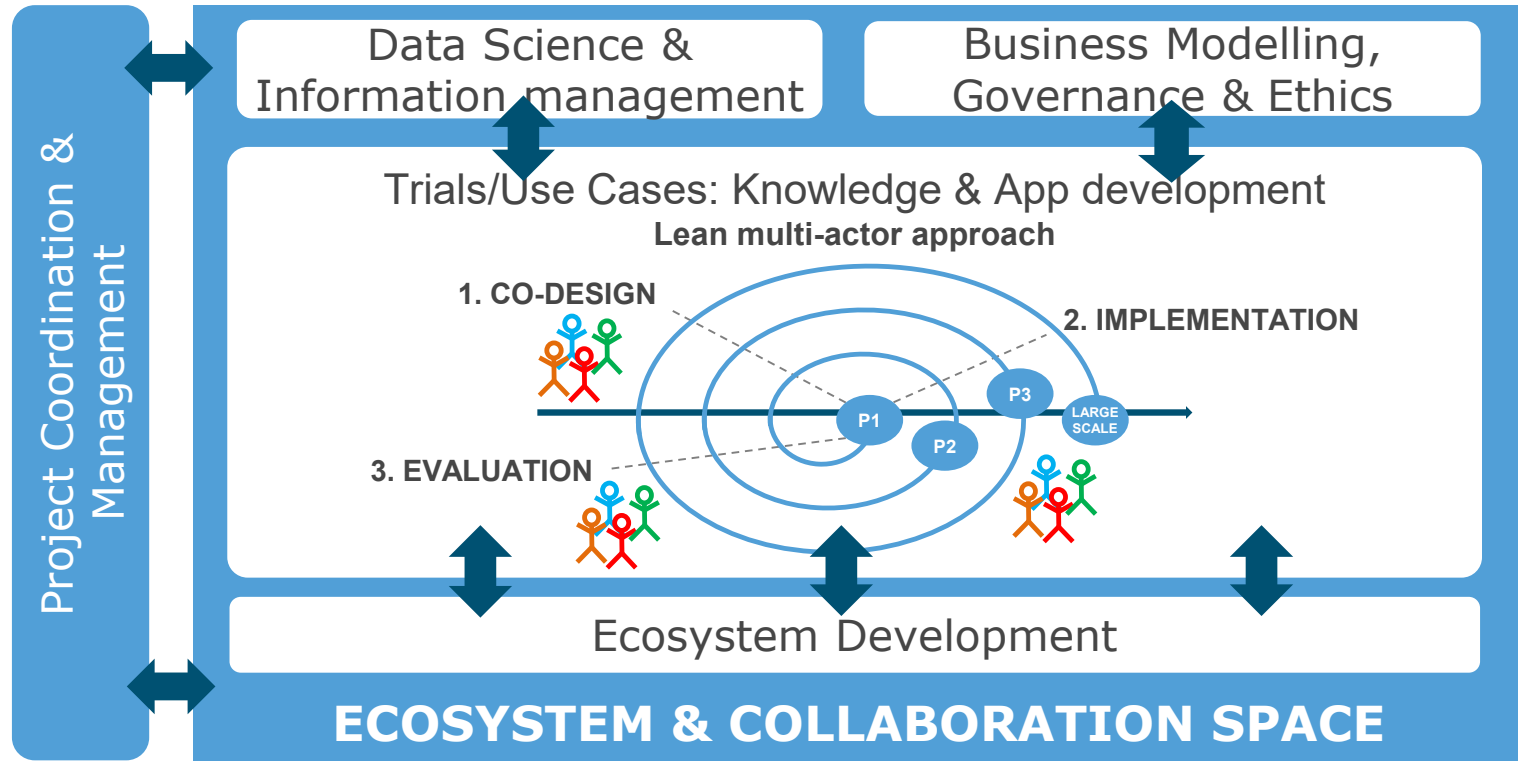 Project Coordination &
Management
Data Science &
Information management
Business Modelling,
Governance & Ethics
Trials/Use Cases: Knowledge & App development
Lean multi-actor approach
1. CO-DESIGN
2. IMPLEMENTATION
P3
P1
LARGE
SCALE
P2
3. EVALUATION
Ecosystem Development
ECOSYSTEM & COLLABORATION SPACE